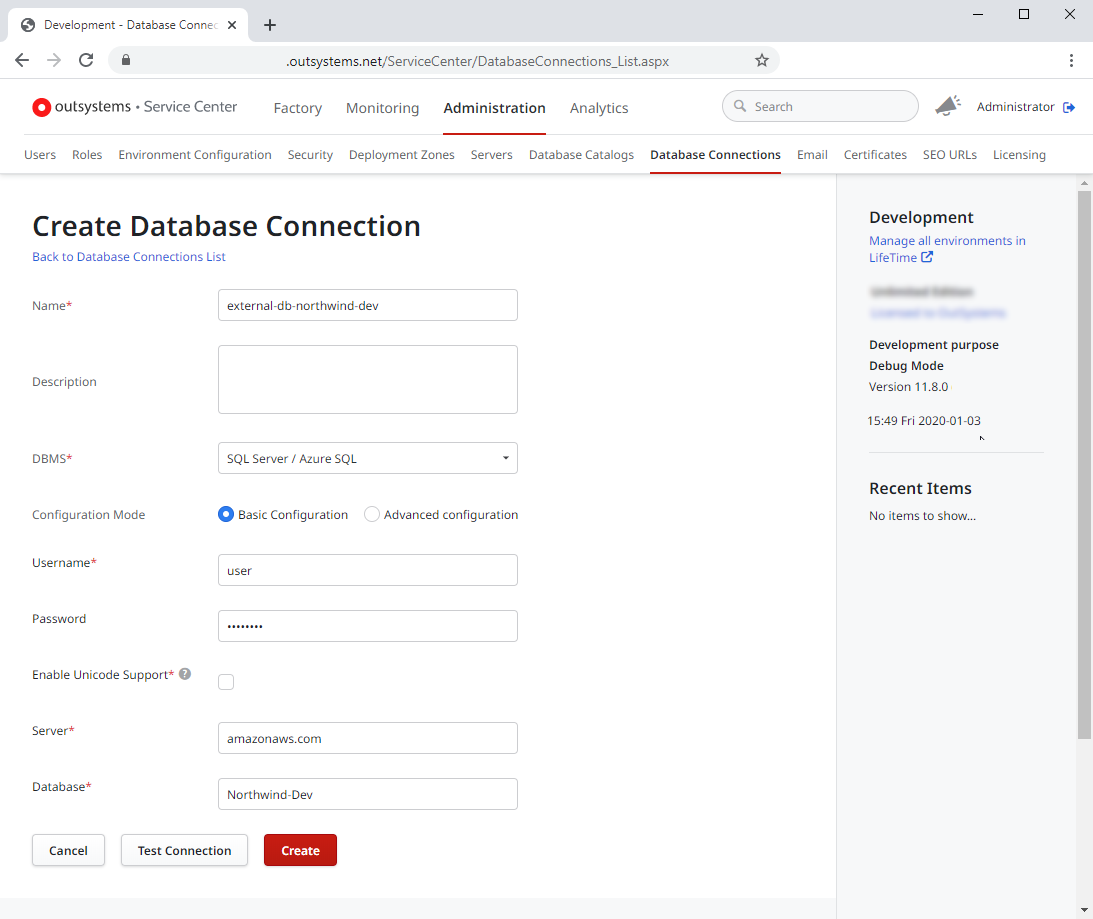 Development - Database Connec
.outsystems.net/ServiceCenter/DatabaseConnections_List.aspx
outsystems • Service Center
Factory
Monitoring
Administration
Analytics
Search
Administrator
Users
Roles
Environment Configuration
Security
Deployment Zones
Servers
Database Catalogs
Database Connections
Email
Certificates
SEO URLs
Licensing
Create Database Connection
Back to Database Connections List
Name*
external-db-northwind-dev
Description
DBMS*
SQL Server / Azure SQL
Configuration Mode
Basic Configuration
Advanced configuration
Username*
user
Password
••••••••
Enable Unicode Support* ?
Server*
amazonaws.com
Database*
Northwind-Dev
Cancel
Test Connection
Create
Development
Manage all environments in
LifeTime
Development purpose
Debug Mode
Version 11.8.0
15:49 Fri 2020-01-03
Recent Items
No items to show...